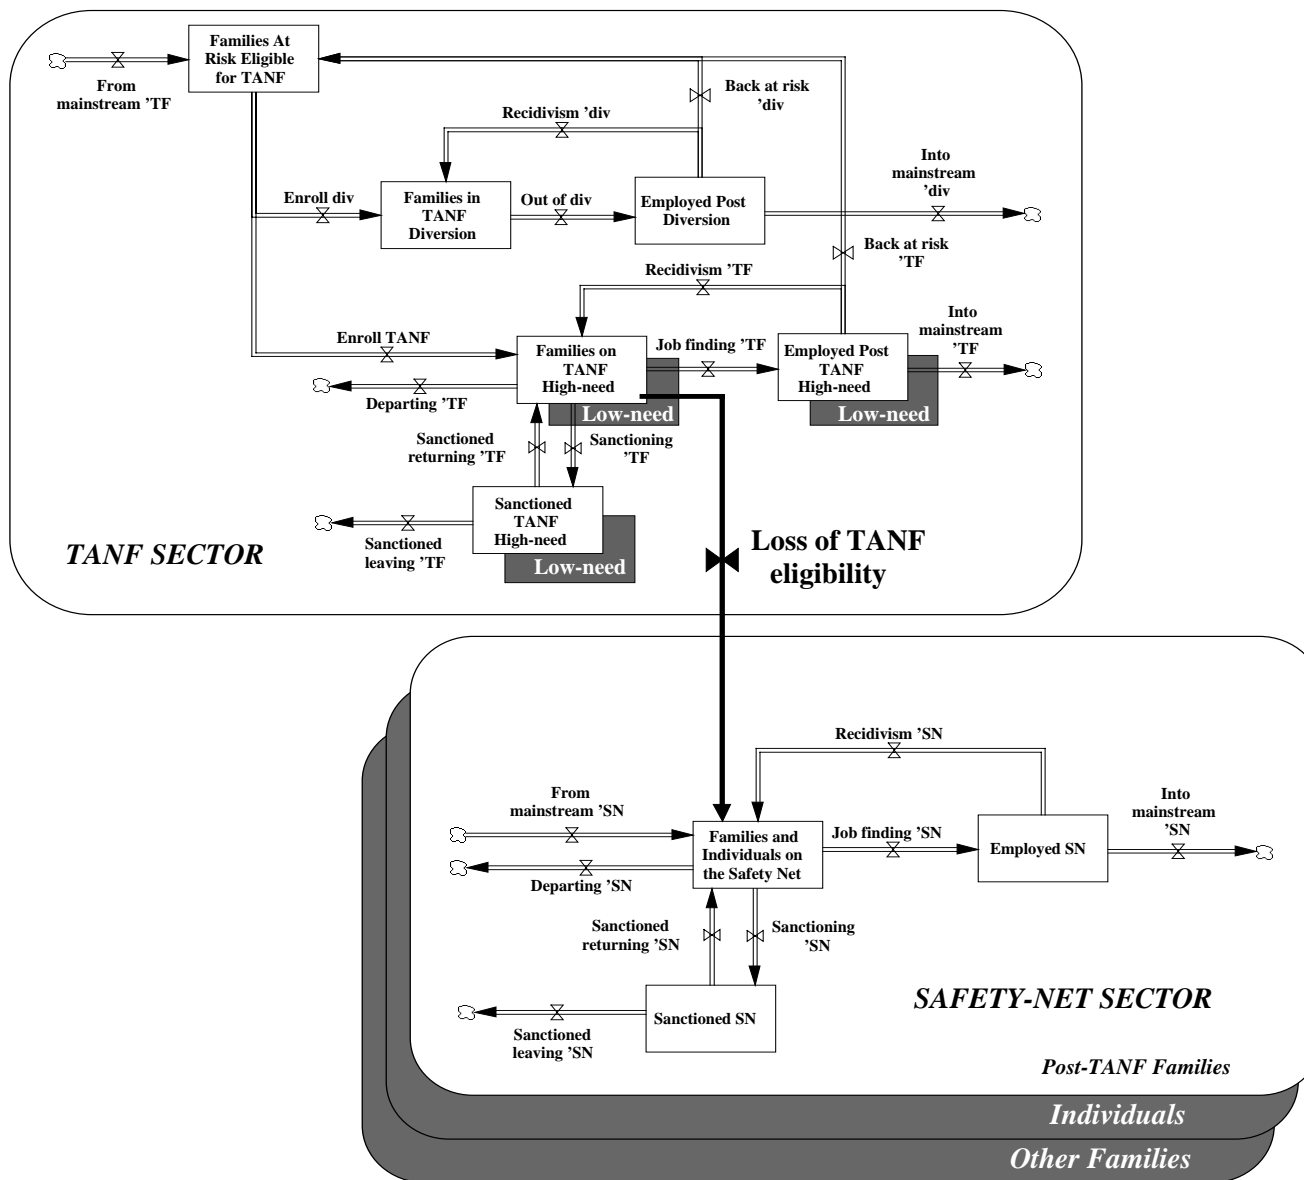 Families At
Risk Eligible
for TANF
From
mainstream ’TF
Back at risk
’div
Recidivism ’div
Into
mainstream
’div
Enroll div
Families in
TANF
Diversion
Out of div
Employed Post
Diversion
Back at risk
’TF
Recidivism ’TF
Into
mainstream
’TF
Enroll TANF
Families on
TANF
High-need
Low-need
Job finding ’TF
Employed Post
TANF
High-need
Low-need
Departing ’TF
Sanctioned
returning ’TF
Sanctioning
’TF
Sanctioned
TANF
High-need
Low-need
Sanctioned
leaving ’TF
TANF SECTOR
Loss of TANF
eligibility
Recidivism ’SN
From
mainstream ’SN
Into
mainstream
’SN
Families and
Individuals on
the Safety Net
Job finding ’SN
Employed SN
Departing ’SN
Sanctioned
returning ’SN
Sanctioning
’SN
Sanctioned SN
Sanctioned
leaving ’SN
SAFETY-NET SECTOR
Post-TANF Families
Individuals
Other Families